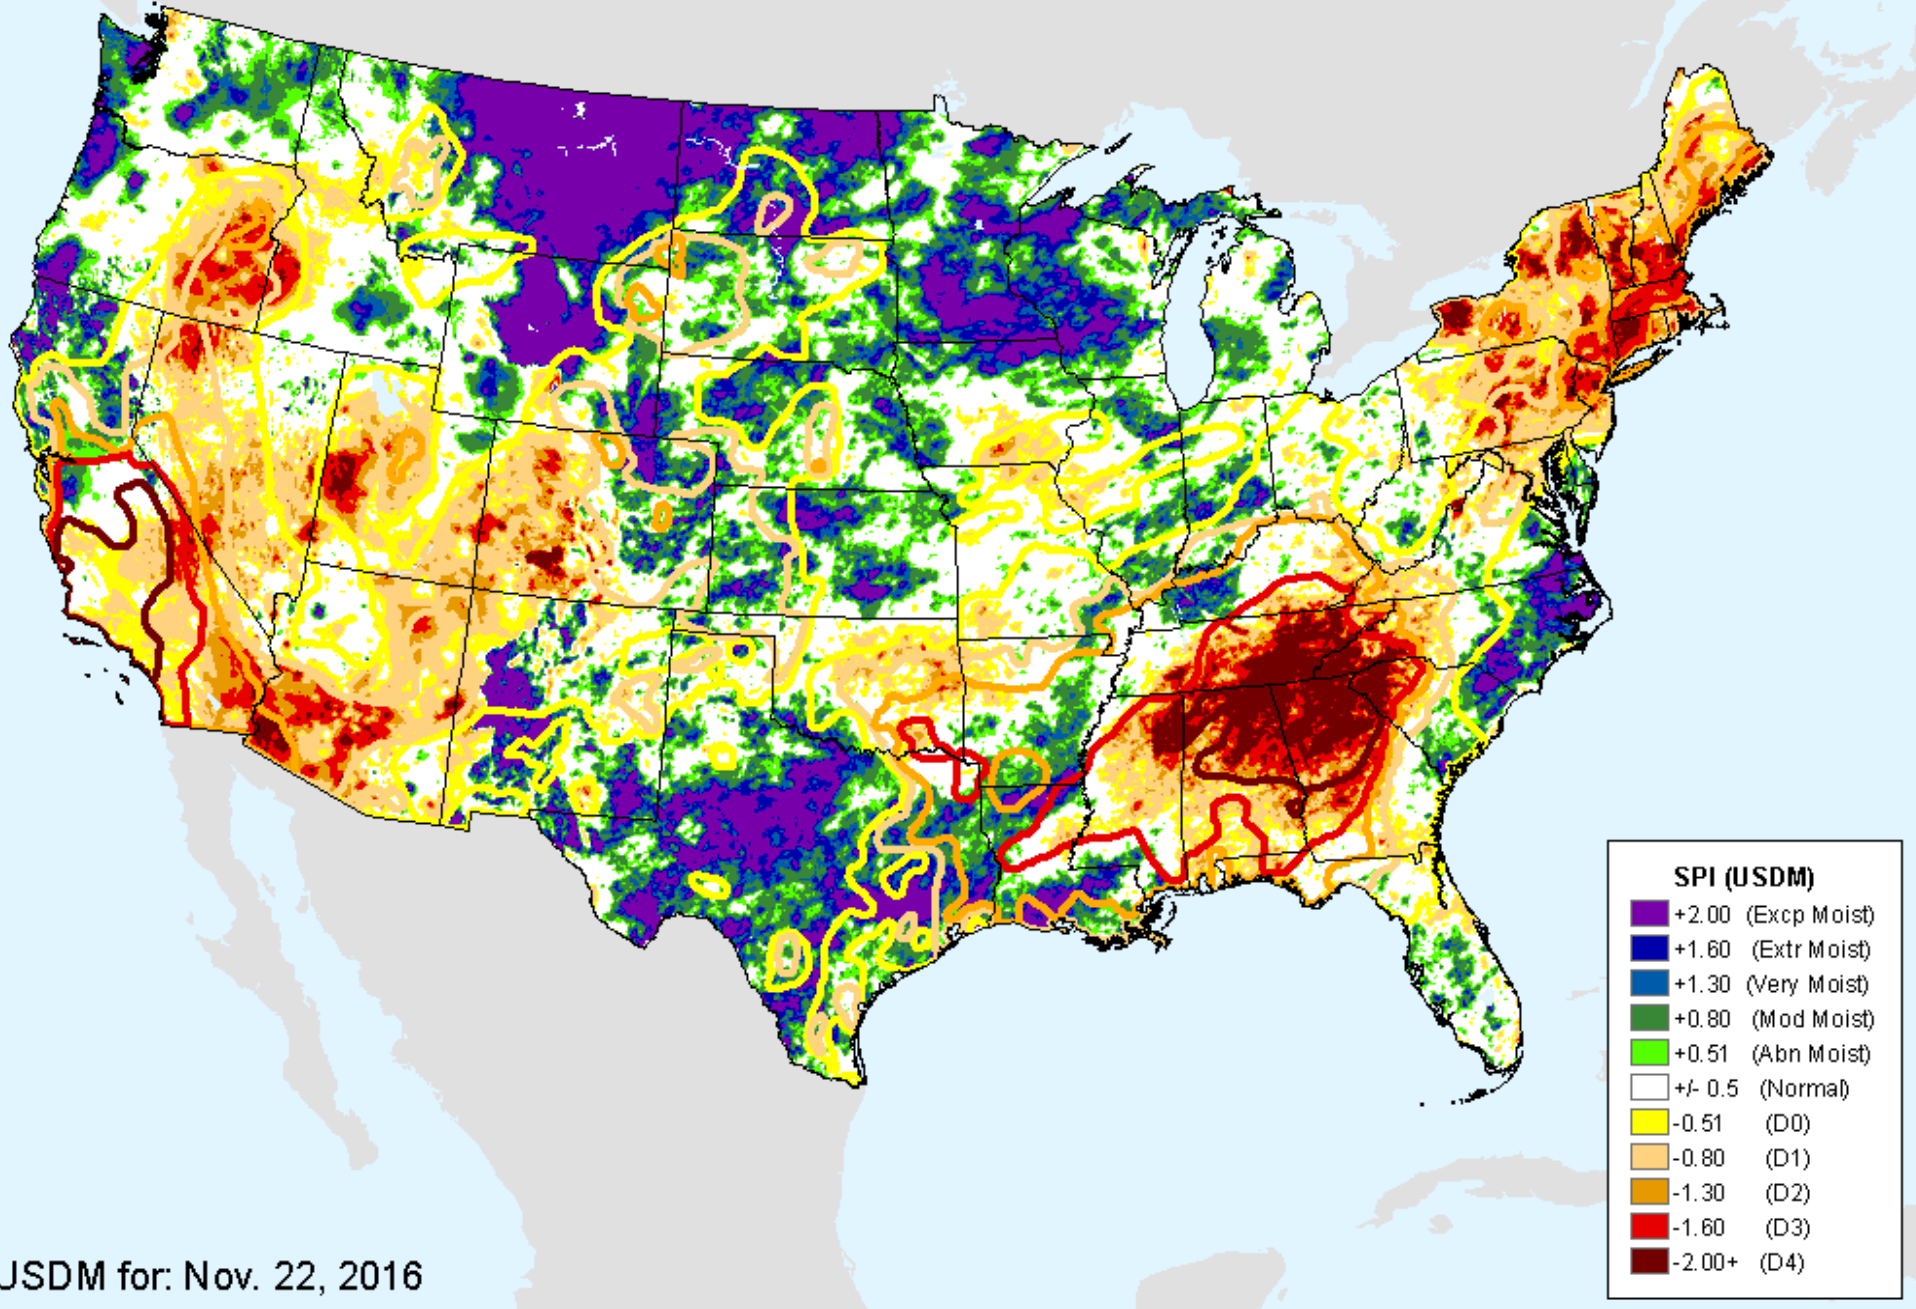 SPI (USDM)
+2.00 (Excp Moist)
+1.60 (Extr Moist)
+1.30 (Very Moist)
+0.80 (Mod Moist)
+0.51 (Abn Moist)
+/- 0.5 (Normal)
-0.51 (D0)
-0.80 (D1)
-1.30 (D2)
-1.60 (D3)
-2.00+ (D4)
USDM for: Nov. 22, 2016